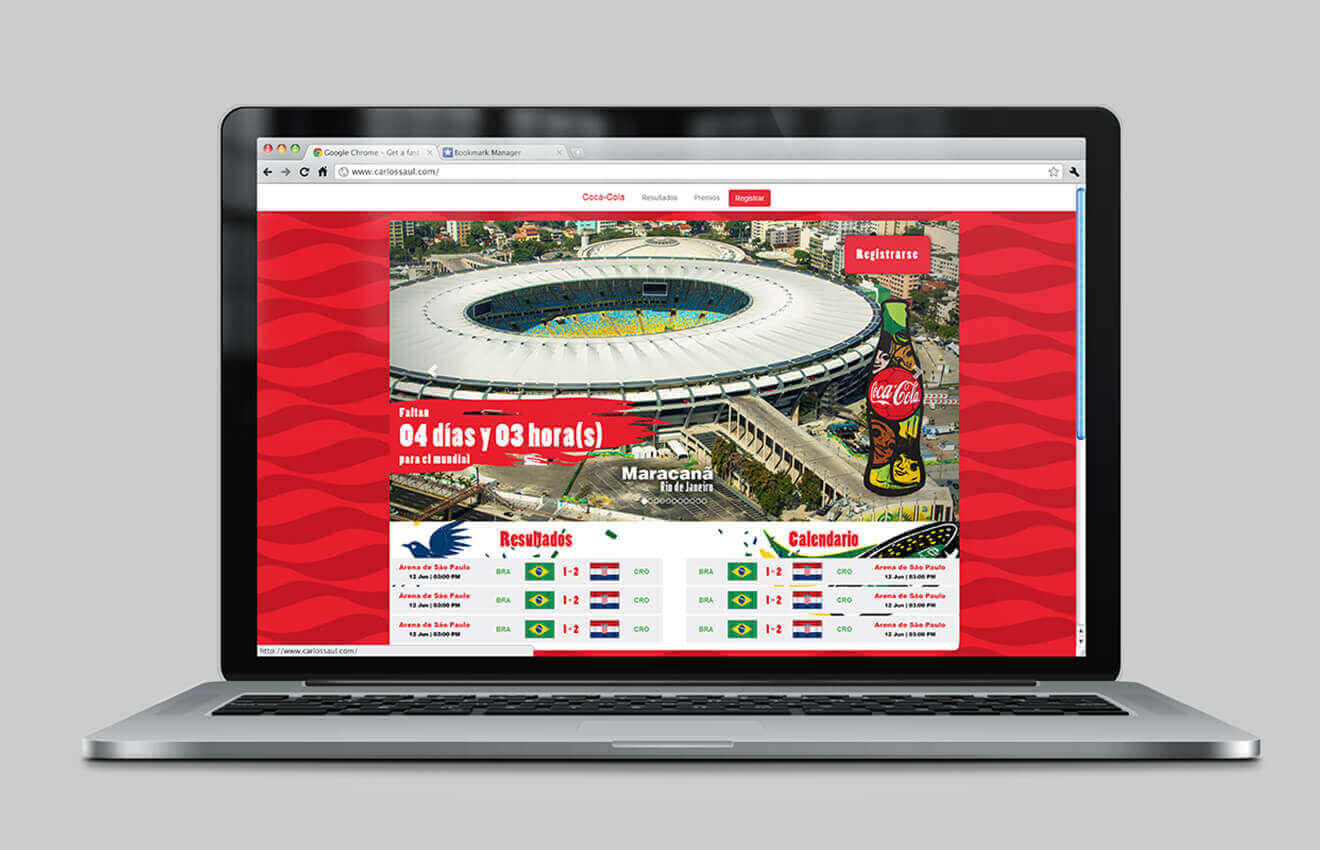 Google Chrome - Get a fast
Bookmark Manager
www.carlossaul.com/
Coca-Cola
Resultados
Premios
Registrar
Registrarse
Coca-Cola
Faltan
04 días y 03 hora(s)
para el mundial
Maracanã
Rio de Janeiro
Resultados
Calendario
Arena de São Paulo
12 Jun | 03:00 PM
BRA 1-2 CRO
Arena de São Paulo
12 Jun | 03:00 PM
BRA 1-2 CRO
Arena de São Paulo
12 Jun | 03:00 PM
BRA 1-2 CRO
BRA 1-2 CRO
Arena de São Paulo
12 Jun | 03:00 PM
BRA 1-2 CRO
Arena de São Paulo
12 Jun | 03:00 PM
BRA 1-2 CRO
Arena de São Paulo
12 Jun | 03:00 PM
http://www.carlossaul.com/